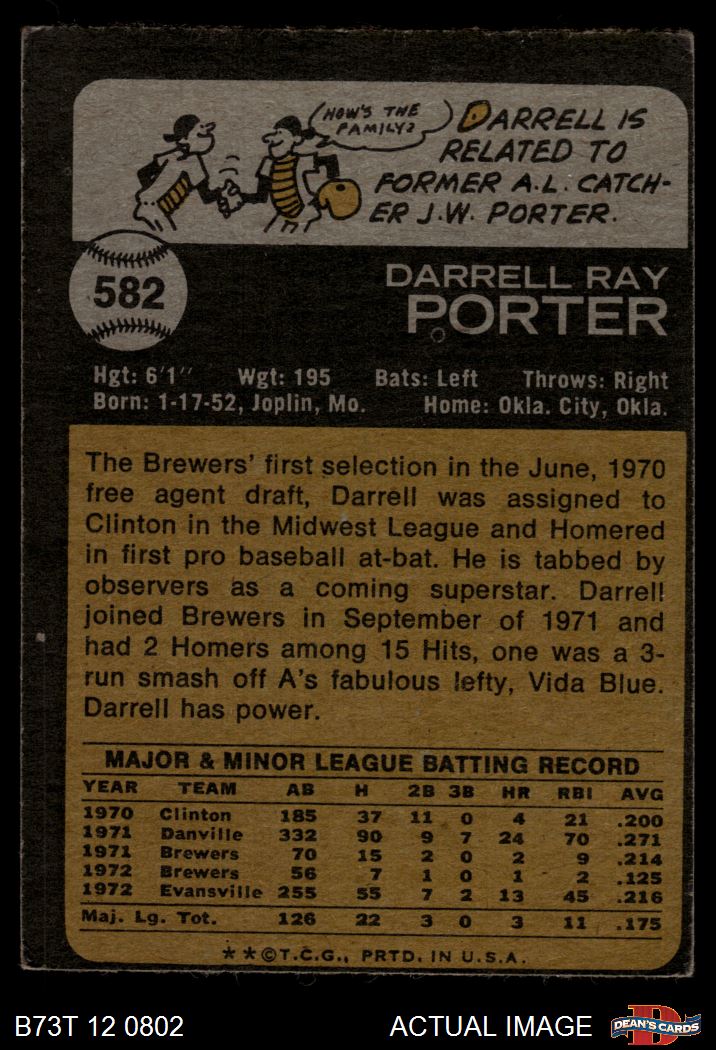 HOW'S THE
FAMILY?
DARRELL IS
RELATED TO
FORMER A.L. CATCH-
ER J.W. PORTER.
582
DARRELL RAY
PORTER
Hgt: 6'1" Wgt: 195 Bats: Left Throws: Right
Born: 1-17-52, Joplin, Mo. Home: Okla. City, Okla.
The Brewers' first selection in the June, 1970
free agent draft, Darrell was assigned to
Clinton in the Midwest League and Homered
in first pro baseball at-bat. He is tabbed by
observers as a coming superstar. Darrell
joined Brewers in September of 1971 and
had 2 Homers among 15 Hits, one was a 3-
run smash off A's fabulous lefty, Vida Blue.
Darrell has power.
MAJOR & MINOR LEAGUE BATTING RECORD
YEAR TEAM AB H 2B 3B HR RBI AVG
1970 Clinton 185 37 11 0 4 21 .200
1971 Danville 332 90 9 7 24 70 .271
1971 Brewers 70 15 2 0 2 9 .214
1972 Brewers 56 7 1 0 1 2 .125
1972 Evansville 255 55 7 2 13 45 .216
Maj. Lg. Tot. 126 22 3 0 3 11 .175
**©T.C.G., PRTD. IN U.S.A.
B73T 12 0802 ACTUAL IMAGE DEAN'S CARDS